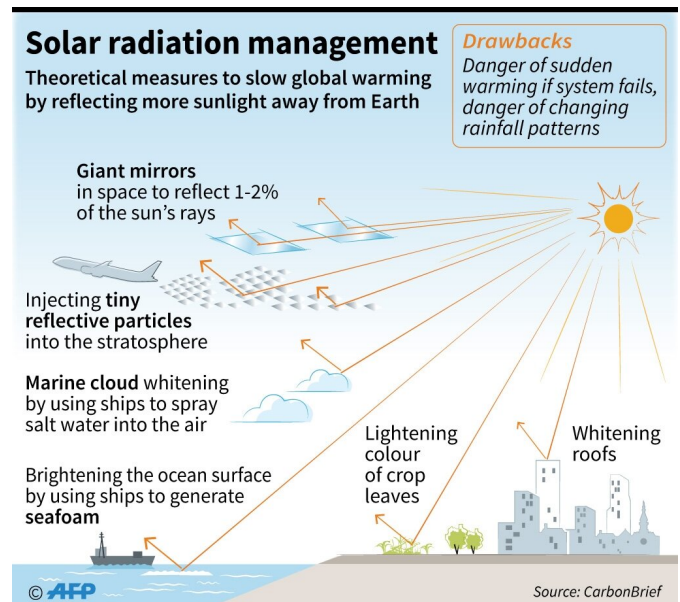 Solar radiation management
Theoretical measures to slow global warming
by reflecting more sunlight away from Earth
Drawbacks
Danger of sudden
warming if system fails,
danger of changing
rainfall patterns
Giant mirrors
in space to reflect 1-2%
of the sun's rays
Injecting tiny
reflective particles
into the stratosphere
Marine cloud whitening
by using ships to spray
salt water into the air
Brightening the ocean surface
by using ships to generate
seafoam
Lightening
colour
of crop
leaves
Whitening
roofs
© AFP
Source: CarbonBrief